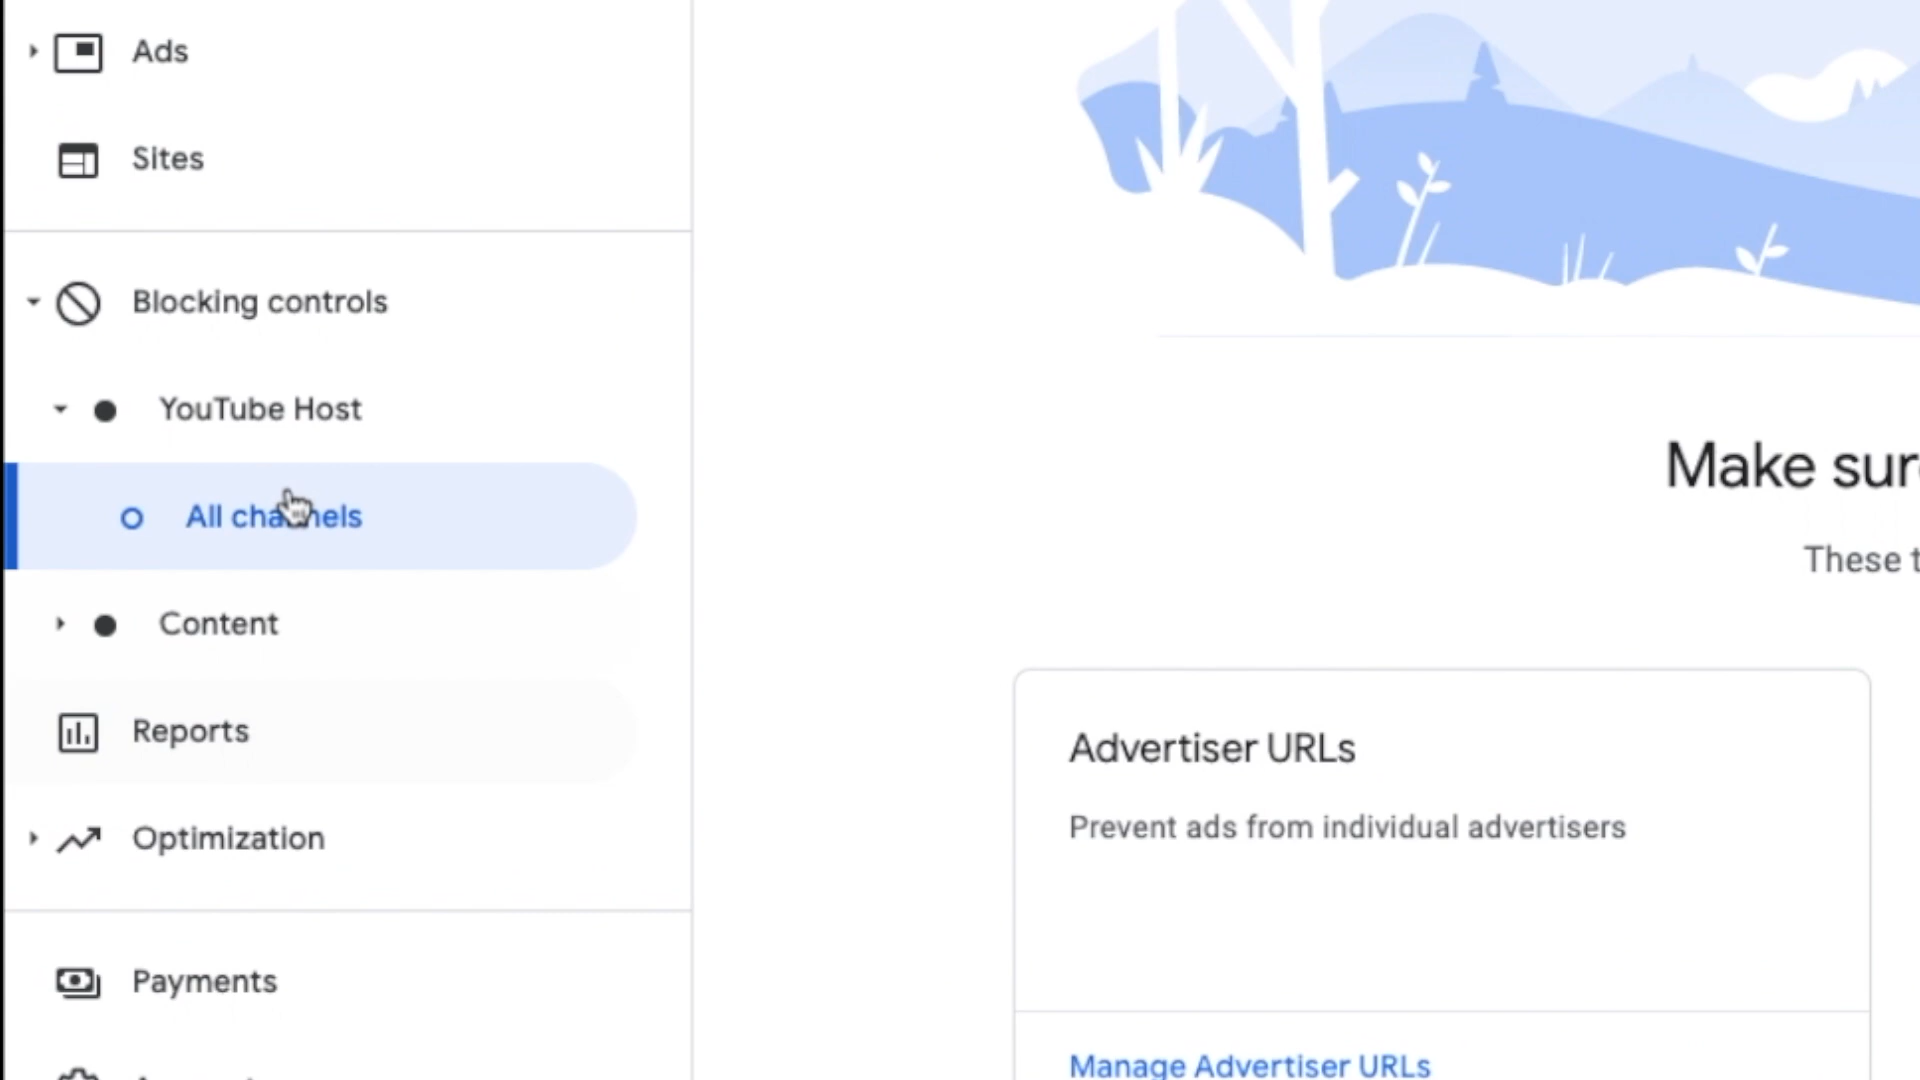 Ads
Sites
Blocking controls
YouTube Host
All channels
Content
Reports
Optimization
Payments
Make
These
Advertiser URLs
Prevent ads from individual advertisers
Manage Advertiser URLs